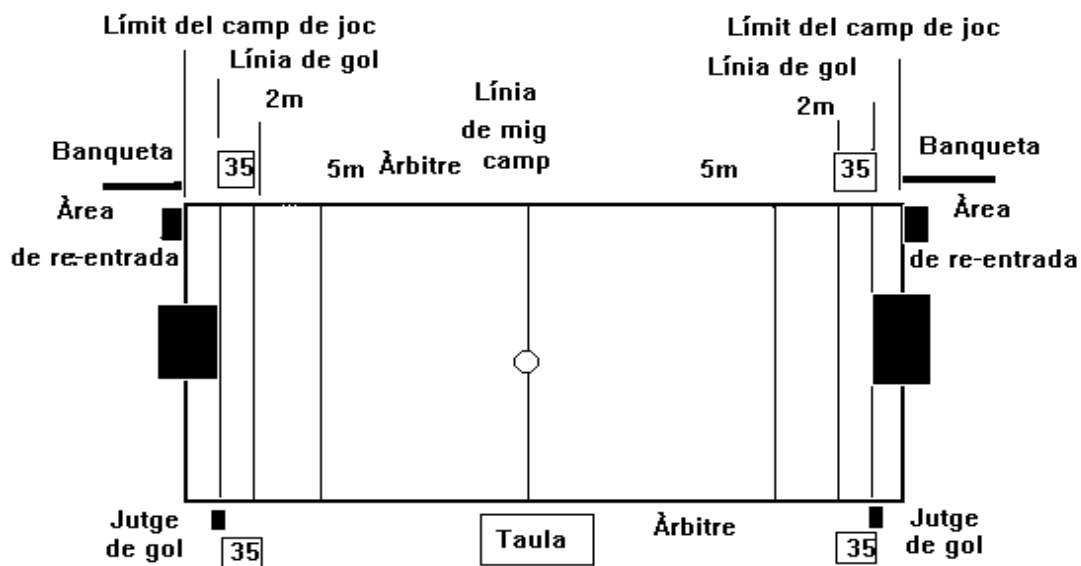 Límit del camp de joc
Límit del camp de joc
Línia de gol
Línia de gol
2m
Línia
de mig
camp
2m
Banqueta
35
5m
Àrbitre
5m
35
Banqueta
Àrea
de re-entrada
Àrea
de re-entrada
Jutge
de gol
35
Taula
Àrbitre
35
Jutge
de gol